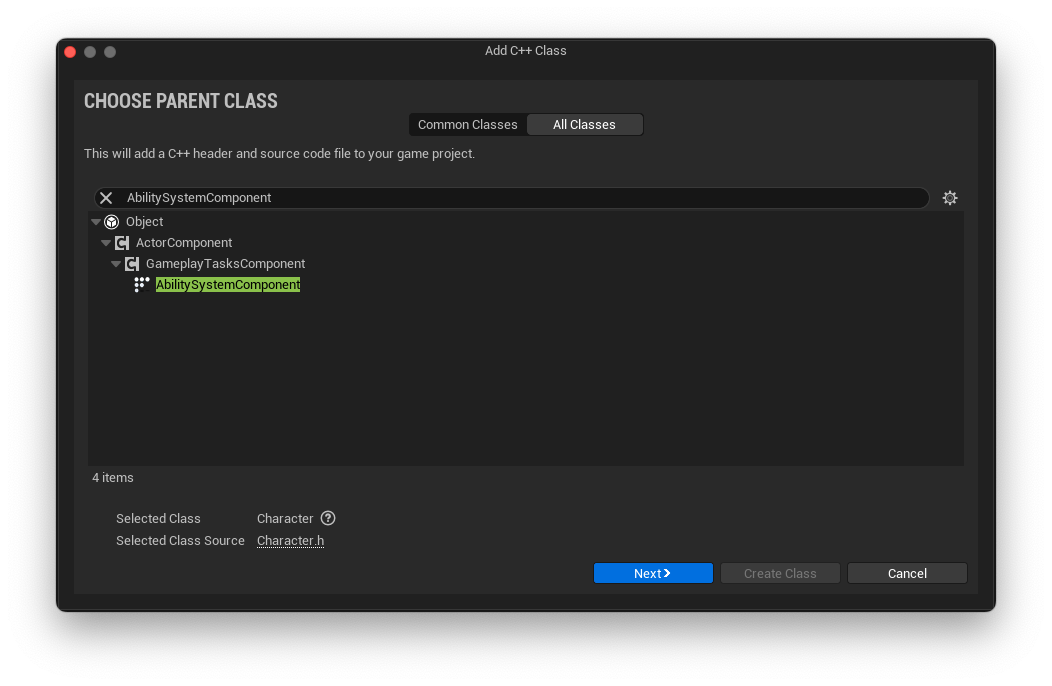 Add C++ Class
CHOOSE PARENT CLASS
Common Classes All Classes
This will add a C++ header and source code file to your game project.
AbilitySystemComponent
Object
ActorComponent
GameplayTasksComponent
AbilitySystemComponent
4 items
Selected Class Character
Selected Class Source Character.h
Next Create Class Cancel